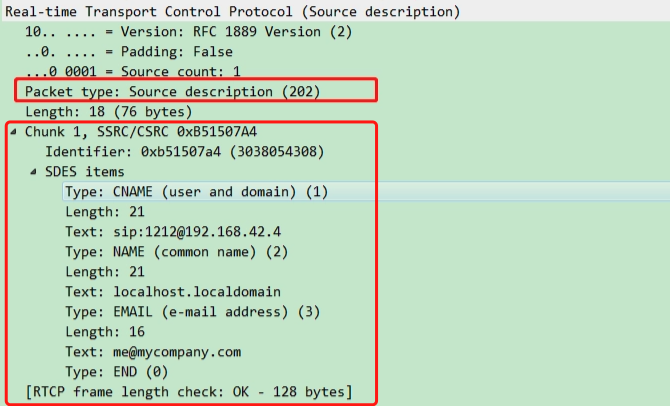 Real-time Transport Control Protocol (Source description)
10.. .... = Version: RFC 1889 Version (2)
..0. .... = Padding: False
...0 0001 = Source count: 1
Packet type: Source description (202)
Length: 18 (76 bytes)
Chunk 1, SSRC/CSRC 0xB51507A4
Identifier: 0xb51507a4 (3038054308)
SDES items
Type: CNAME (user and domain) (1)
Length: 21
Text: sip:1212@192.168.42.4
Type: NAME (common name) (2)
Length: 21
Text: localhost.localdomain
Type: EMAIL (e-mail address) (3)
Length: 16
Text: me@mycompany.com
Type: END (0)
[RTCP frame length check: OK - 128 bytes]